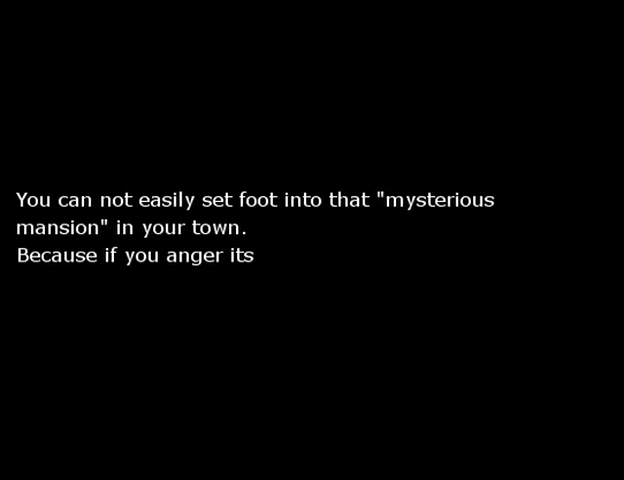 You can not easily set foot into that "mysterious
mansion" in your town.
Because if you anger its